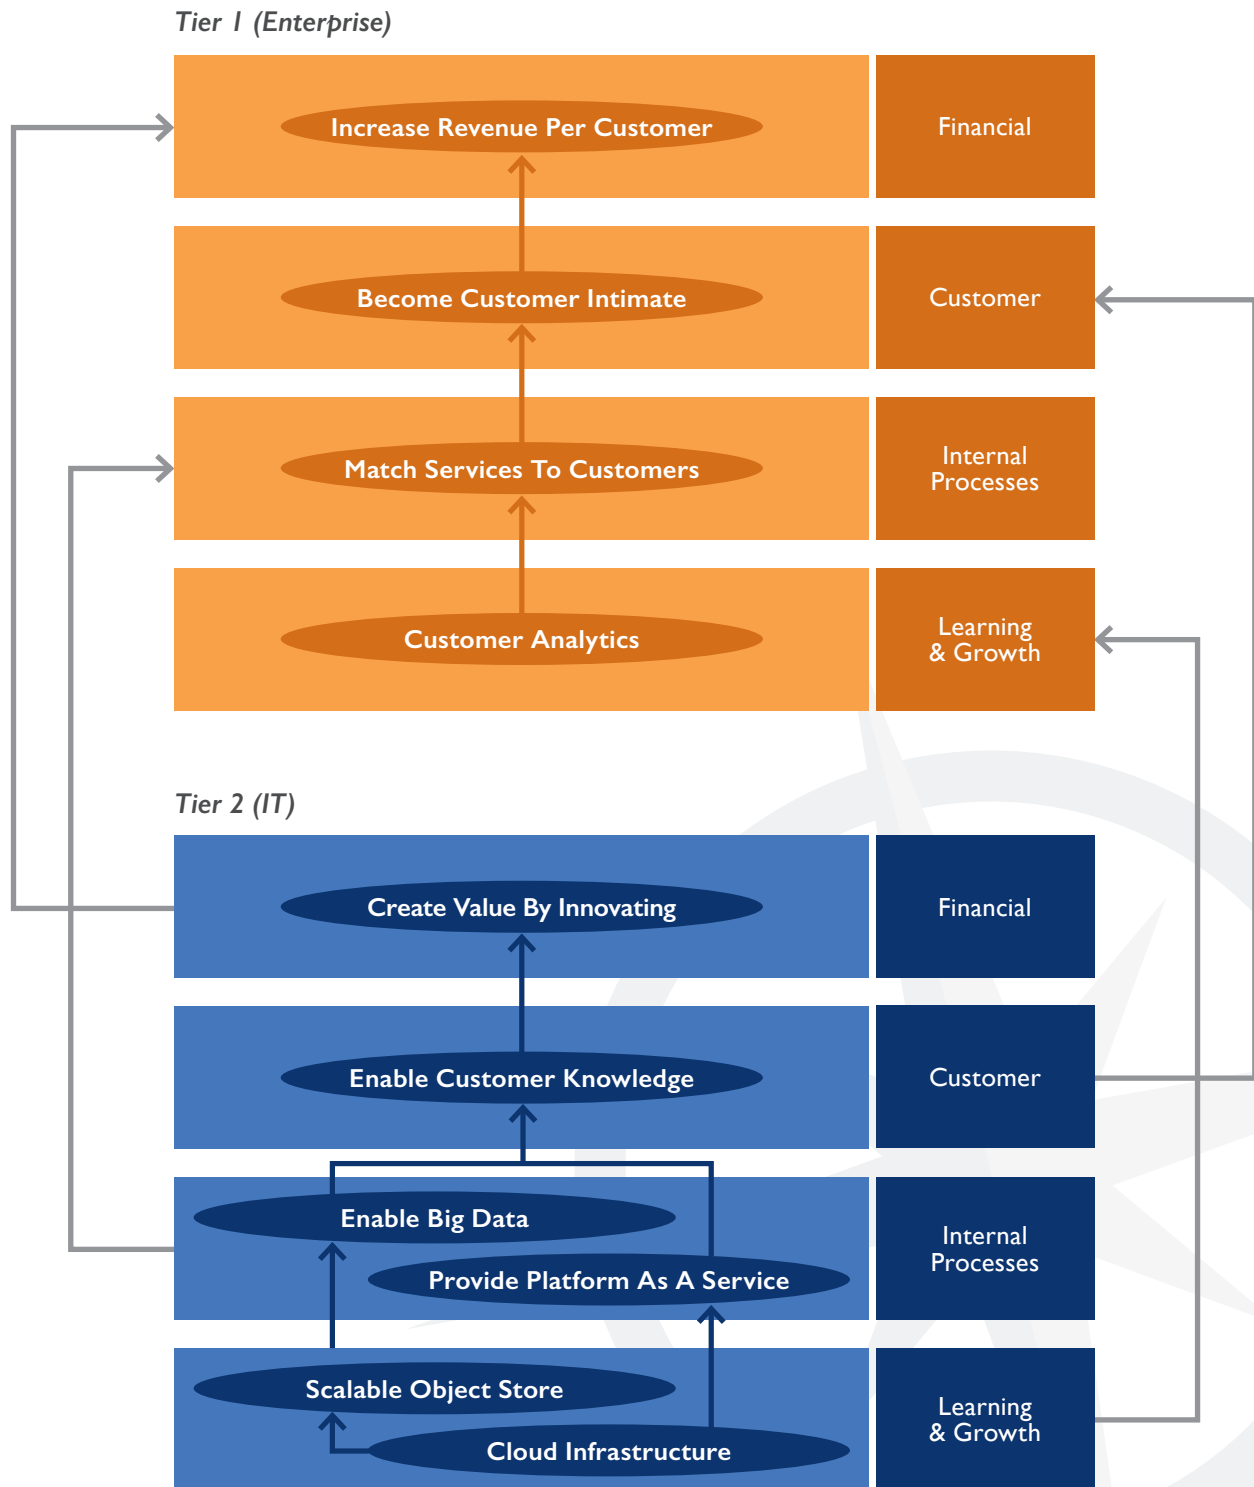 Tier 1 (Enterprise)
Increase Revenue Per Customer
Financial
Become Customer Intimate
Customer
Match Services To Customers
Internal
Processes
Customer Analytics
Learning
& Growth
Tier 2 (IT)
Create Value By Innovating
Financial
Enable Customer Knowledge
Customer
Enable Big Data
Provide Platform As A Service
Internal
Processes
Scalable Object Store
Cloud Infrastructure
Learning
& Growth